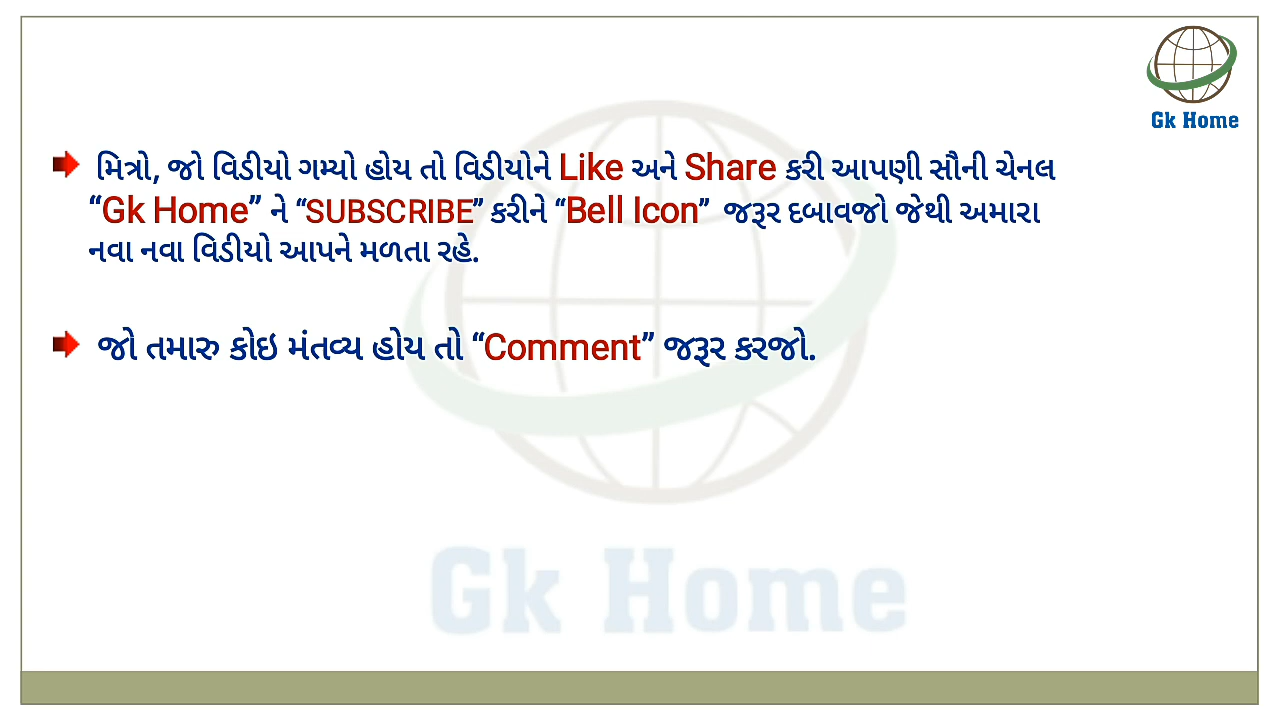 Gk Home
મિત્રો, જો વિડીયો ગમ્યો હોય તો વિડીયોને Like અને Share કરી આપણી સૌની ચેનલ
“Gk Home” ને “SUBSCRIBE” કરીને “Bell Icon” જરૂર દબાવજો જેથી અમારા
નવા નવા વિડીયો આપને મળતા રહે.
જો તમારુ કોઇ મંતવ્ય હોય તો “Comment” જરૂર કરજો.
Gk Home